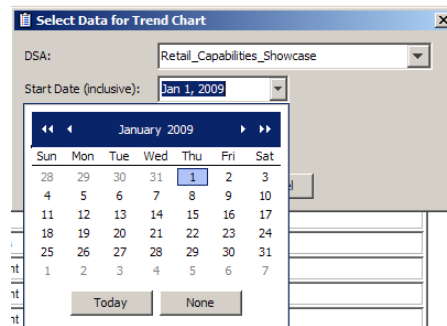 Select Data for Trend Chart
DSA: Retail_Capabilities_Showcase
Start Date (inclusive): Jan 1, 2009
January 2009
Sun Mon Tue Wed Thu Fri Sat
28 29 30 31 1 2 3
4 5 6 7 8 9 10
11 12 13 14 15 16 17
18 19 20 21 22 23 24
25 26 27 28 29 30 31
1 2 3 4 5 6 7
Today None